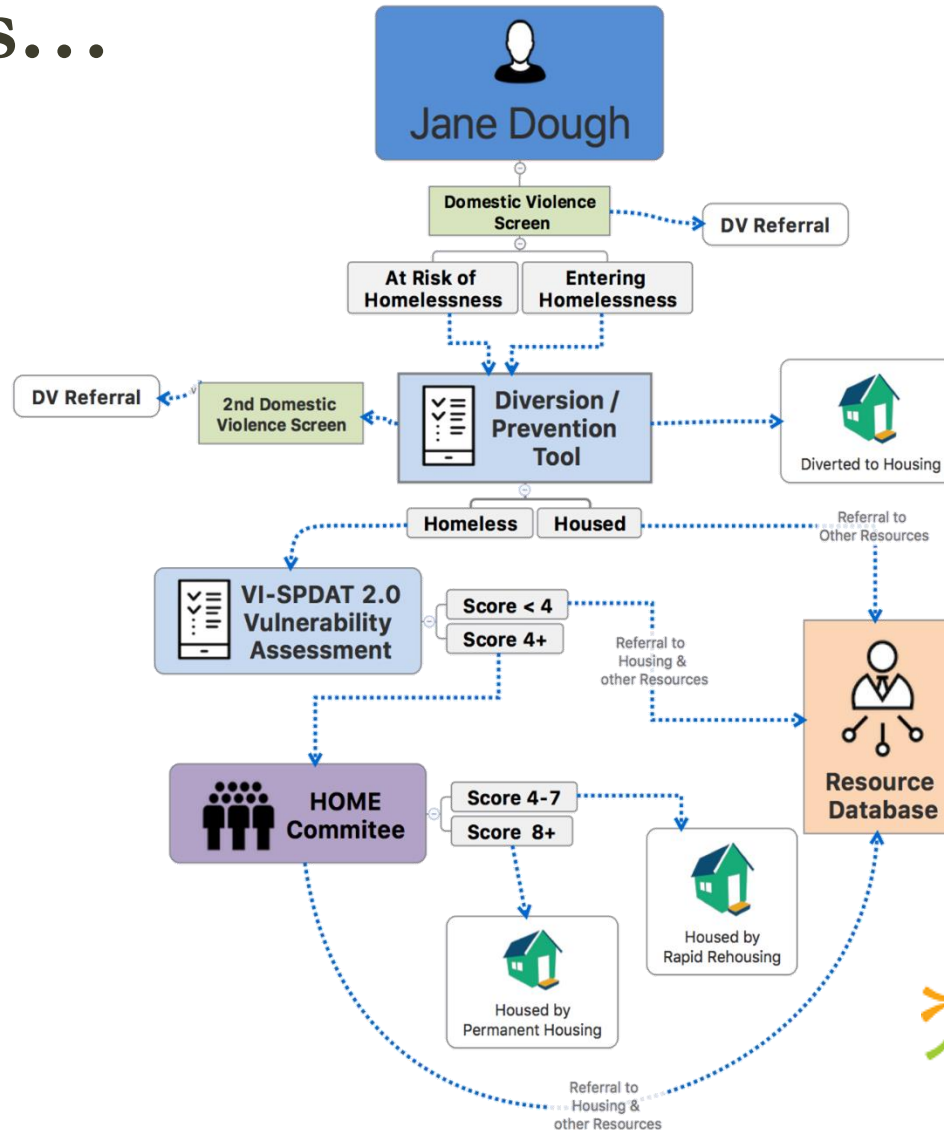 s...
Jane Dough
Domestic Violence
Screen
DV Referral
At Risk of
Homelessness
Entering
Homelessness
DV Referral
2nd Domestic
Violence Screen
Diversion /
Prevention
Tool
Diverted to Housing
Homeless
Housed
Referral to
Other Resources
VI-SPDAT 2.0
Vulnerability
Assessment
Score < 4
Score 4+
Referral to
Housing &
other Resources
Resource
Database
HOME
Commitee
Score 4-7
Score 8+
Housed by
Rapid Rehousing
Housed by
Permanent Housing
Referral to
Housing &
other Resources